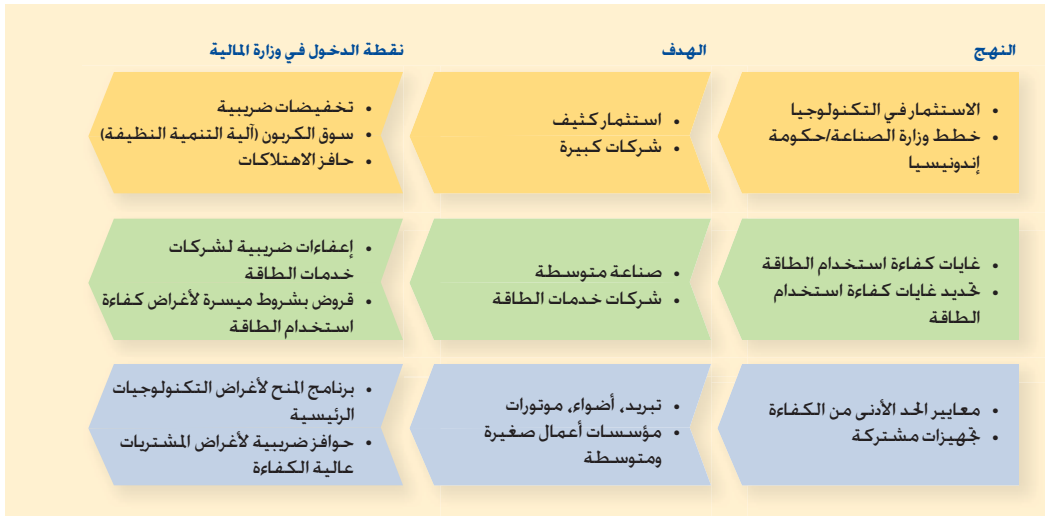 النهج
الهدف
نقطة الدخول في وزارة المالية
• الاستثمار في التكنولوجيا
• خطط وزارة الصناعة/حكومة
إندونيسيا
• استثمار كثيف
• شركات كبيرة
• تخفيضات ضريبية
• سوق الكربون (آلية التنمية النظيفة)
• حافز الاهتلاكات
• غايات كفاءة استخدام الطاقة
• تحديد غايات كفاءة استخدام
الطاقة
• صناعة متوسطة
• شركات خدمات الطاقة
• إعفاءات ضريبية لشركات
خدمات الطاقة
• قروض بشروط ميسرة لأغراض كفاءة
استخدام الطاقة
• معايير الحد الأدنى من الكفاءة
• تجهيزات مشتركة
• تبريد، أضواء، موتورات
• مؤسسات أعمال صغيرة
ومتوسطة
• برنامج المنح لأغراض التكنولوجيات
الرئيسية
• حوافز ضريبية لأغراض المشتريات
عالية الكفاءة